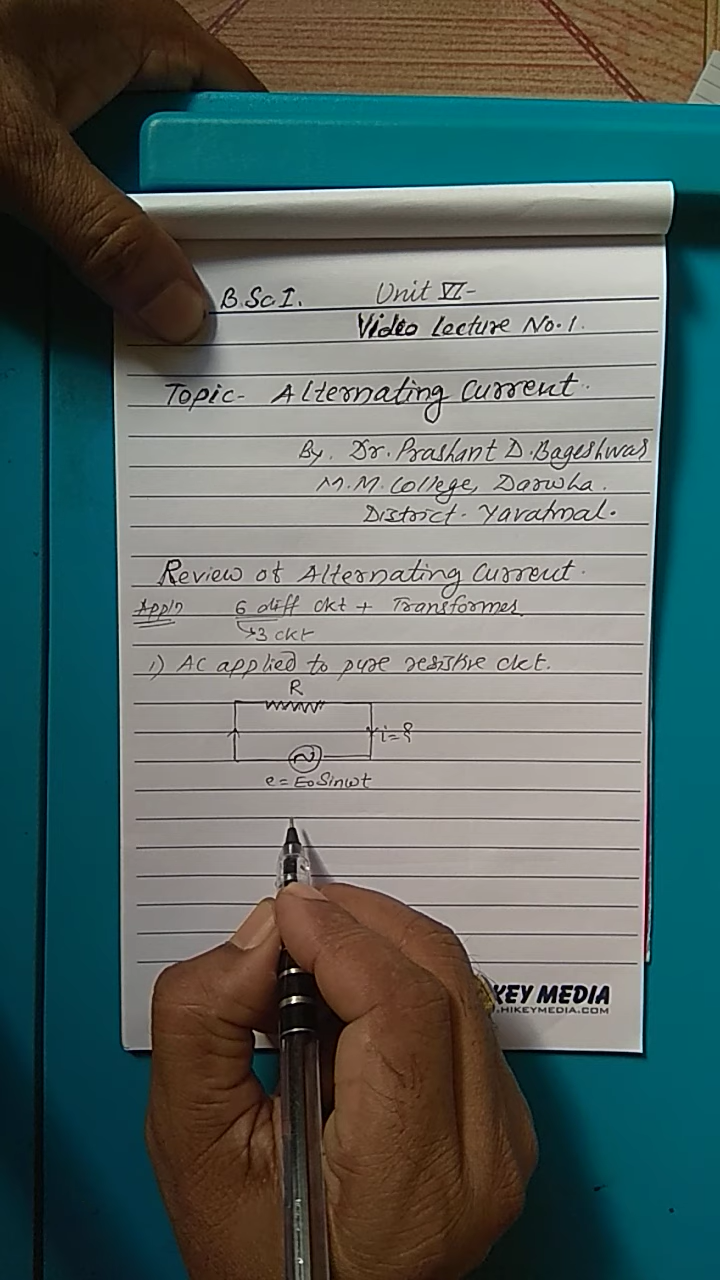 B.Sc I. Unit VI-
Video Lecture No.1.
Topic- Alternating Current.
By. Dr. Prashant D. Bageshwar
M.M. College, Darwha.
District- Yavatmal.
Review of Alternating Current.
Appln 6 diff ckt + Transformer
↳3 ckt
1) AC applied to pure resistive ckt.
R
i=?
e = E₀ Sinωt
KEY MEDIA
.HIKEYMEDIA.COM